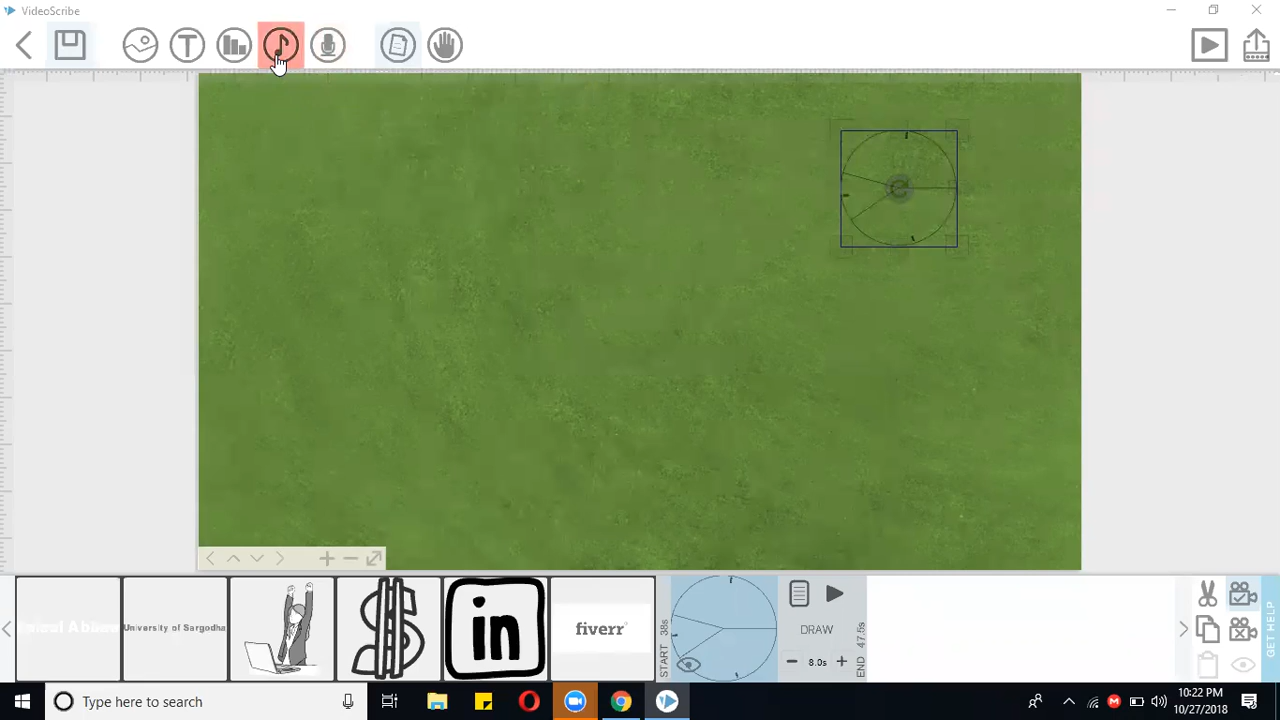 VideoScribe
T
University of Sargodha
$
in
fiverr
START 38s
DRAW
8.0s
END 47.5s
GET HELP
Type here to search
10:22 PM
10/27/2018